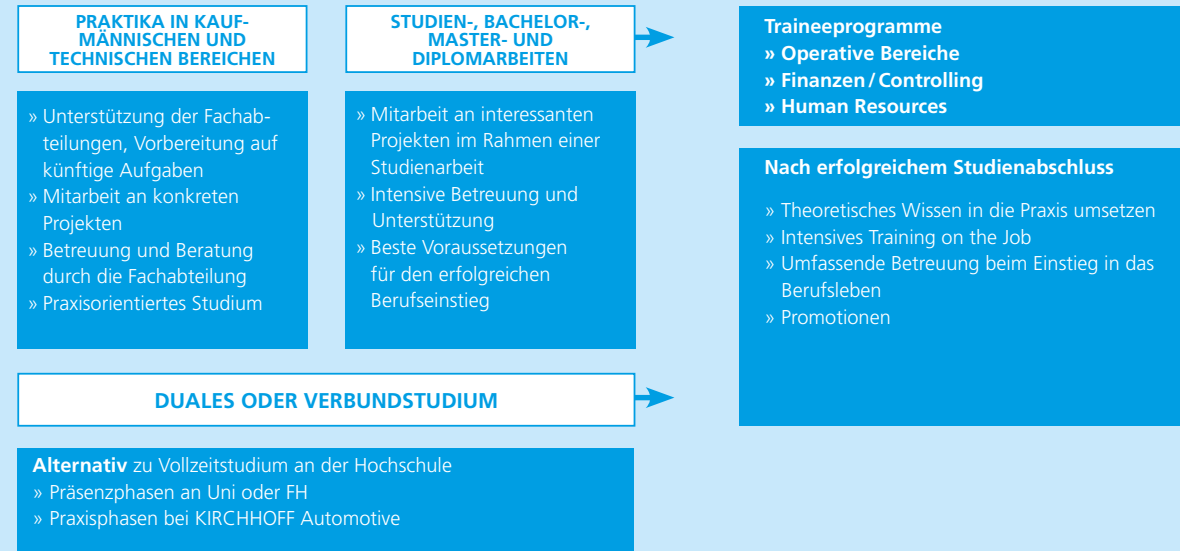 PRAKTIKA IN KAUF-
MÄNNISCHEN UND
TECHNISCHEN BEREICHEN
» Unterstützung der Fachab-
teilungen, Vorbereitung auf
künftige Aufgaben
» Mitarbeit an konkreten
Projekten
» Betreuung und Beratung
durch die Fachabteilung
» Praxisorientiertes Studium
STUDIEN-, BACHELOR-,
MASTER- UND
DIPLOMARBEITEN
» Mitarbeit an interessanten
Projekten im Rahmen einer
Studienarbeit
» Intensive Betreuung und
Unterstützung
» Beste Voraussetzungen
für den erfolgreichen
Berufseinstieg
DUALES ODER VERBUNDSTUDIUM
Alternativ zu Vollzeitstudium an der Hochschule
» Präsenzphasen an Uni oder FH
» Praxisphasen bei KIRCHHOFF Automotive
Traineeprogramme
» Operative Bereiche
» Finanzen / Controlling
» Human Resources
Nach erfolgreichem Studienabschluss
» Theoretisches Wissen in die Praxis umsetzen
» Intensives Training on the Job
» Umfassende Betreuung beim Einstieg in das
Berufsleben
» Promotionen